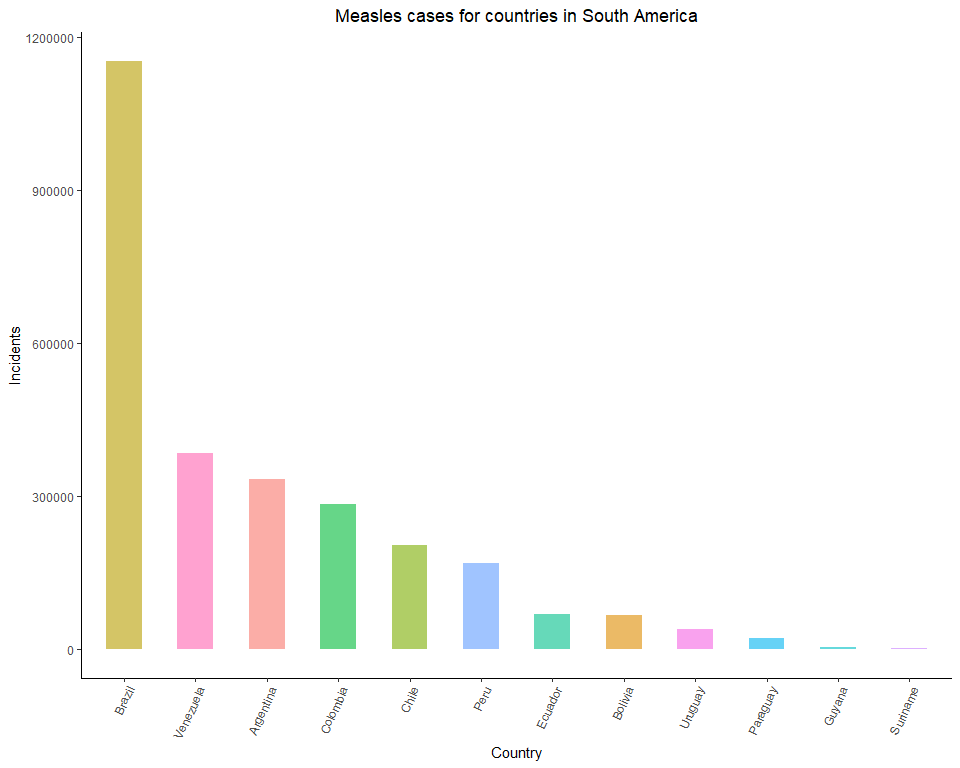 Measles cases for countries in South America
1200000
900000
600000
300000
0
Incidents
Brazil
Venezuela
Argentina
Colombia
Chile
Peru
Ecuador
Bolivia
Uruguay
Paraguay
Guyana
Suriname
Country